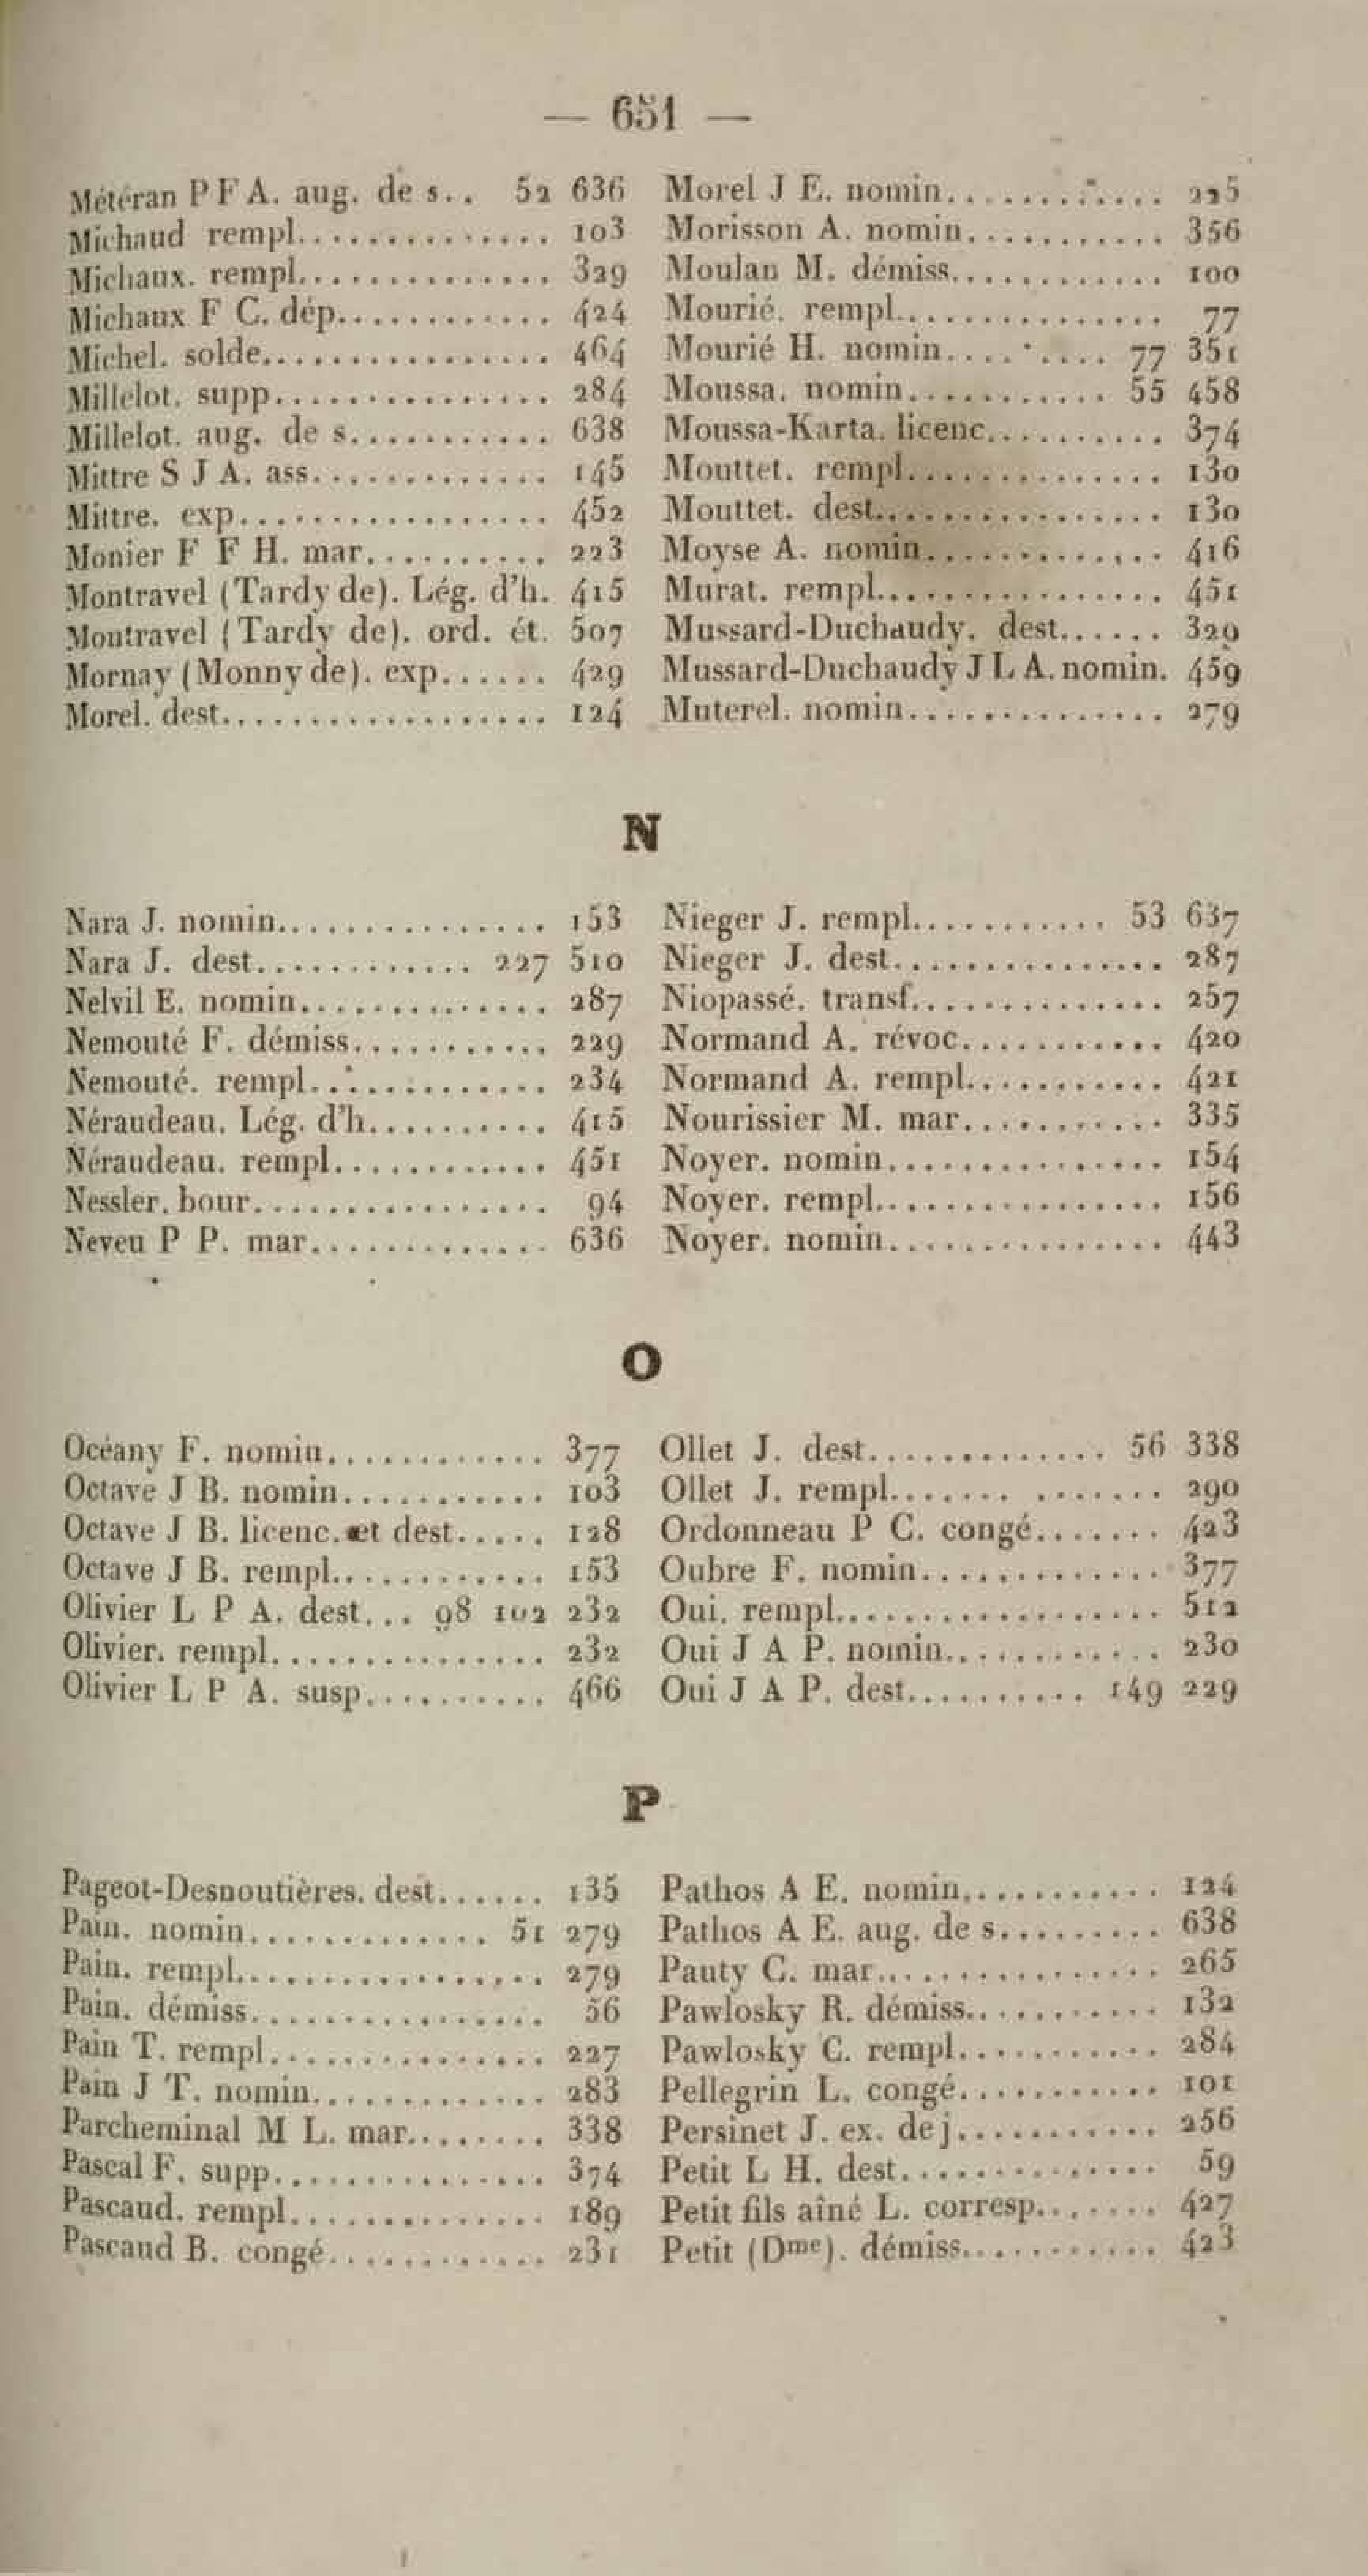 — 651 —
Météran P F A. aug. de s.. 52 636
Michaud rempl.............. 103
Michaux. rempl.............. 329
Michaux F C. dép............ 424
Michel. solde................ 464
Millelot. supp............... 284
Millelot. aug. de s........... 638
Mittre S J A. ass............. 145
Mittre. exp................. 452
Monier F F H. mar.......... 223
Montravel (Tardy de). Lég. d'h. 415
Montravel (Tardy de). ord. ét. 507
Mornay (Monny de). exp...... 429
Morel. dest.................. 124
Morel J E. nomin............ 225
Morisson A. nomin........... 356
Moulan M. démiss............ 100
Mourié. rempl............... 77
Mourié H. nomin......... 77 351
Moussa. nomin........... 55 458
Moussa-Karta. licenc.......... 374
Mouttet. rempl.............. 130
Mouttet. dest................ 130
Moyse A. nomin............. 416
Murat. rempl................ 451
Mussard-Duchaudy. dest...... 329
Mussard-Duchaudy J L A. nomin. 459
Muterel. nomin.............. 279
N
Nara J. nomin............... 153
Nara J. dest............. 227 510
Nelvil E. nomin.............. 287
Nemouté F. démiss........... 229
Nemouté. rempl............. 234
Néraudeau. Lég. d'h.......... 415
Néraudeau. rempl............ 451
Nessler. bour................ 94
Neveu P P. mar............. 636
Nieger J. rempl........... 53 637
Nieger J. dest............... 287
Niopassé. transf.............. 257
Normand A. révoc........... 420
Normand A. rempl........... 421
Nourissier M. mar........... 335
Noyer. nomin............... 154
Noyer. rempl................ 156
Noyer. nomin............... 443
O
Océany F. nomin............ 377
Octave J B. nomin........... 103
Octave J B. licenc. et dest..... 128
Octave J B. rempl............ 153
Olivier L P A. dest... 98 102 232
Olivier. rempl............... 232
Olivier L P A. susp.......... 466
Ollet J. dest............. 56 338
Ollet J. rempl....... ....... 290
Ordonneau P C. congé....... 423
Oubre F. nomin............. 377
Oui. rempl.................. 512
Oui J A P. nomin............ 230
Oui J A P. dest.......... 149 229
P
Pageot-Desnoutières. dest...... 135
Pain. nomin............. 51 279
Pain. rempl................. 279
Pain. démiss................ 56
Pain T. rempl............... 227
Pain J T. nomin............. 283
Parcheminal M L. mar........ 338
Pascal F. supp............... 374
Pascaud. rempl.............. 189
Pascaud B. congé............ 231
Pathos A E. nomin........... 124
Pathos A E. aug. de s......... 638
Pauty C. mar............... 265
Pawlosky R. démiss........... 132
Pawlosky C. rempl........... 284
Pellegrin L. congé........... 101
Persinet J. ex. de j........... 256
Petit L H. dest.............. 59
Petit fils aîné L. corresp....... 427
Petit (Dme). démiss........... 423